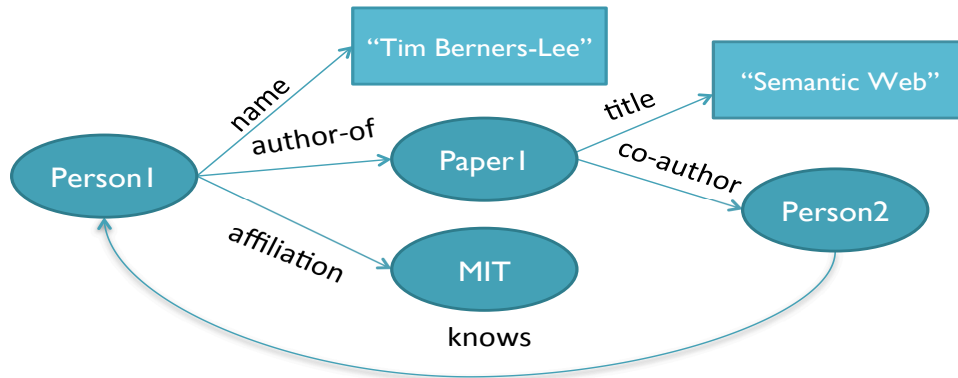 “Tim Berners-Lee”
“Semantic Web”
name
title
author-of
Person1
Paper1
co-author
Person2
affiliation
MIT
knows